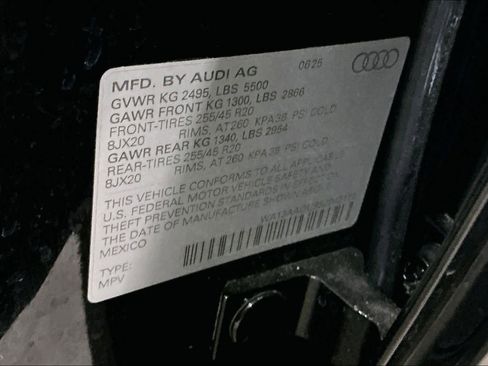 MFD. BY AUDI AG 0625
GVWR KG 2495, LBS 5500
GAWR FRONT KG 1300, LBS 2866
FRONT-TIRES 255/45 R20
8JX20 RIMS, AT 260 KPA 38 PSI COLD
GAWR REAR KG 1340, LBS 2954
REAR-TIRES 255/45 R20
8JX20 RIMS, AT 260 KPA 38 PSI COLD
THIS VEHICLE CONFORMS TO ALL APPLICABLE
U.S. FEDERAL MOTOR VEHICLE SAFETY AND
THEFT PREVENTION STANDARDS IN EFFECT ON
THE DATE OF MANUFACTURE SHOWN ABOVE.
MEXICO
TYPE:
MPV